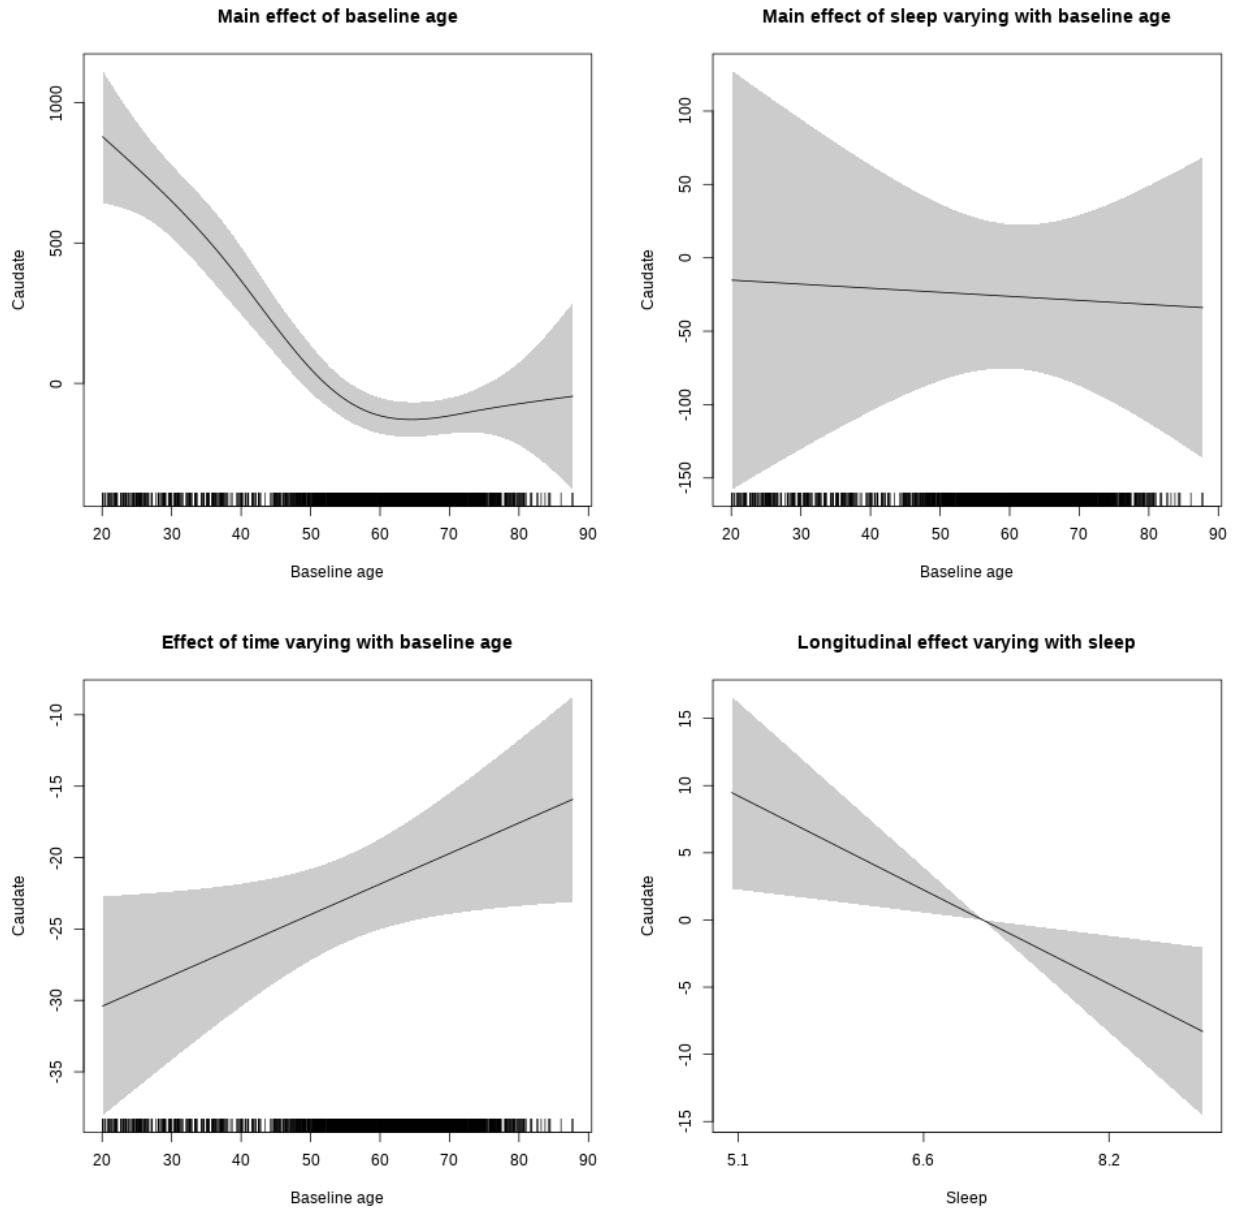 Main effect of baseline age
1000
500
0
Caudate
20 30 40 50 60 70 80 90
Baseline age
Main effect of sleep varying with baseline age
100
50
0
-50
-100
-150
Caudate
20 30 40 50 60 70 80 90
Baseline age
Effect of time varying with baseline age
-10
-15
-20
-25
-30
-35
Caudate
20 30 40 50 60 70 80 90
Baseline age
Longitudinal effect varying with sleep
15
10
5
0
-5
-10
-15
Caudate
5.1 6.6 8.2
Sleep